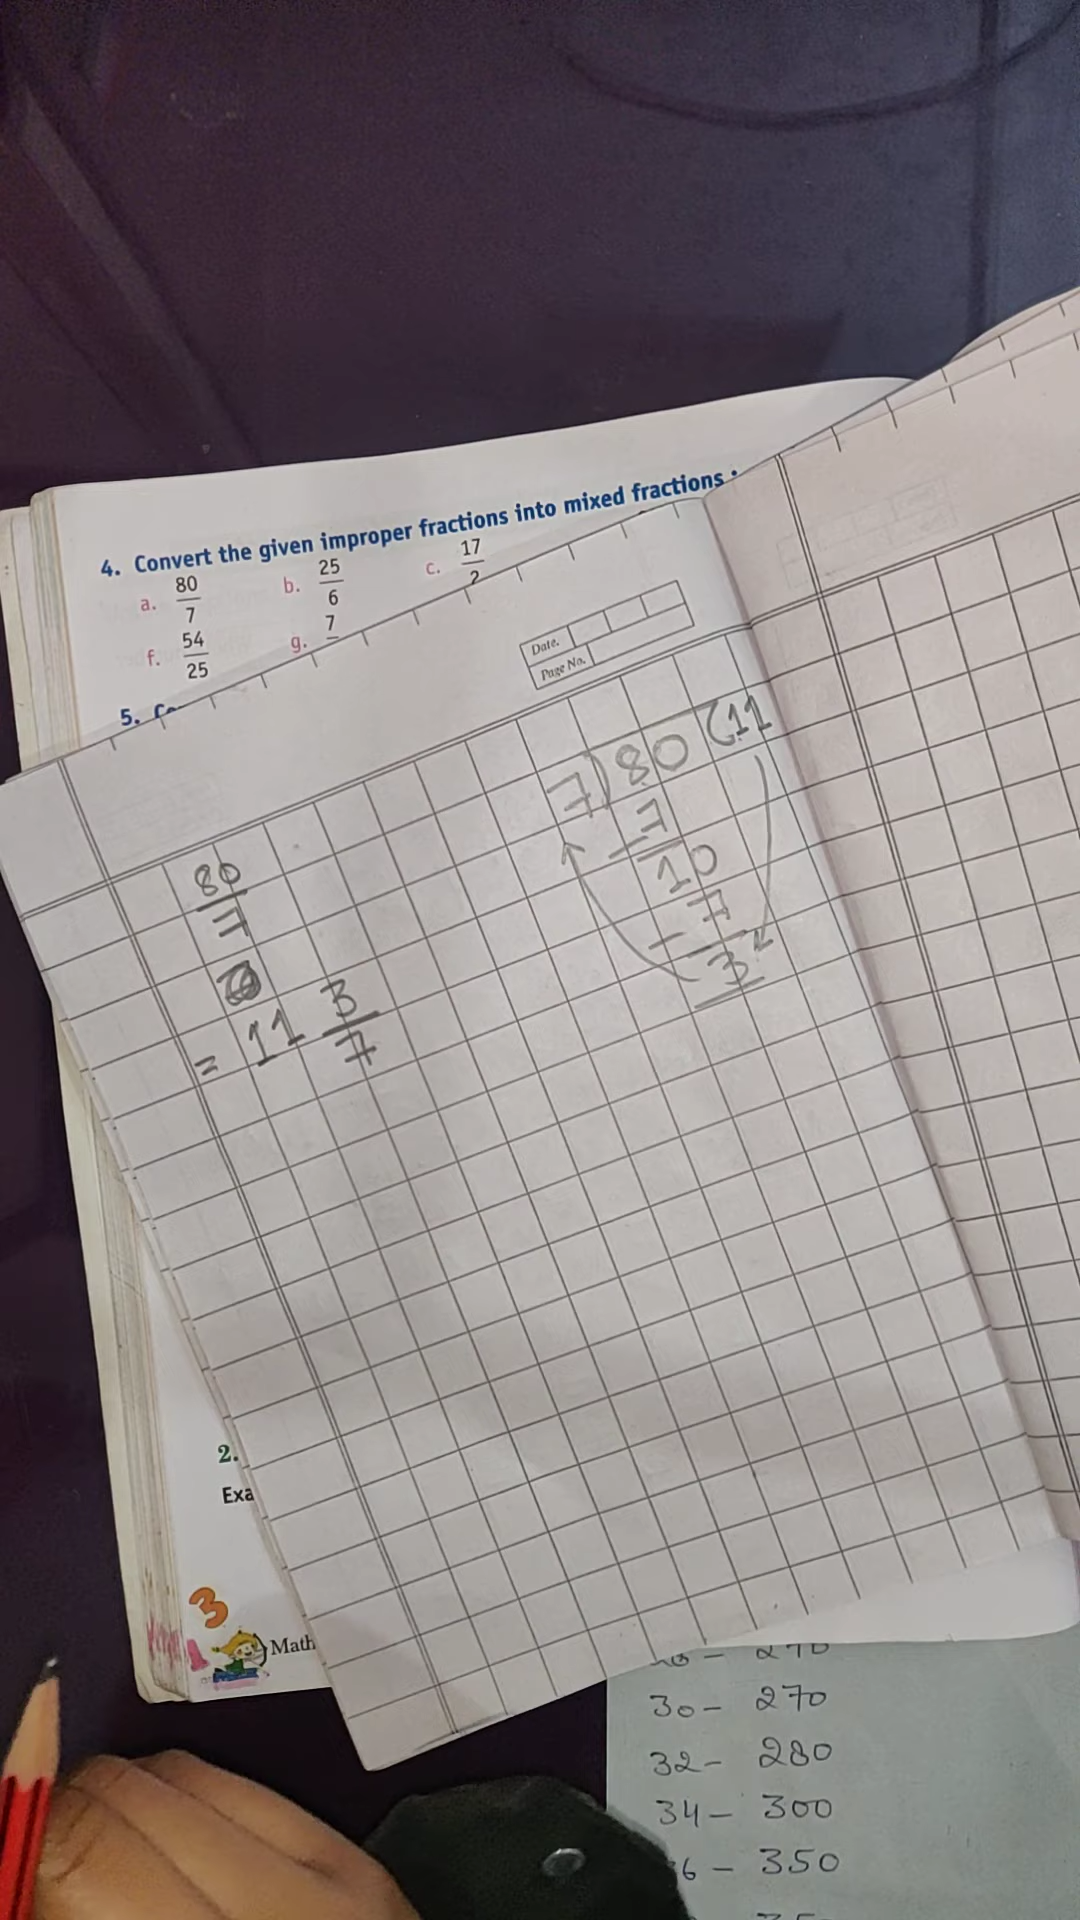 4. Convert the given improper fractions into mixed fractions :
a. 80/7 b. 25/6 c. 17/2
f. 54/25 g. 7
5.
Date.
Page No.
7) 80 (11
7
10
7
3
80/7
= 11 3/7
2.
Exa
3
Math
270
30 - 270
32 - 280
34 - 300
6 - 350